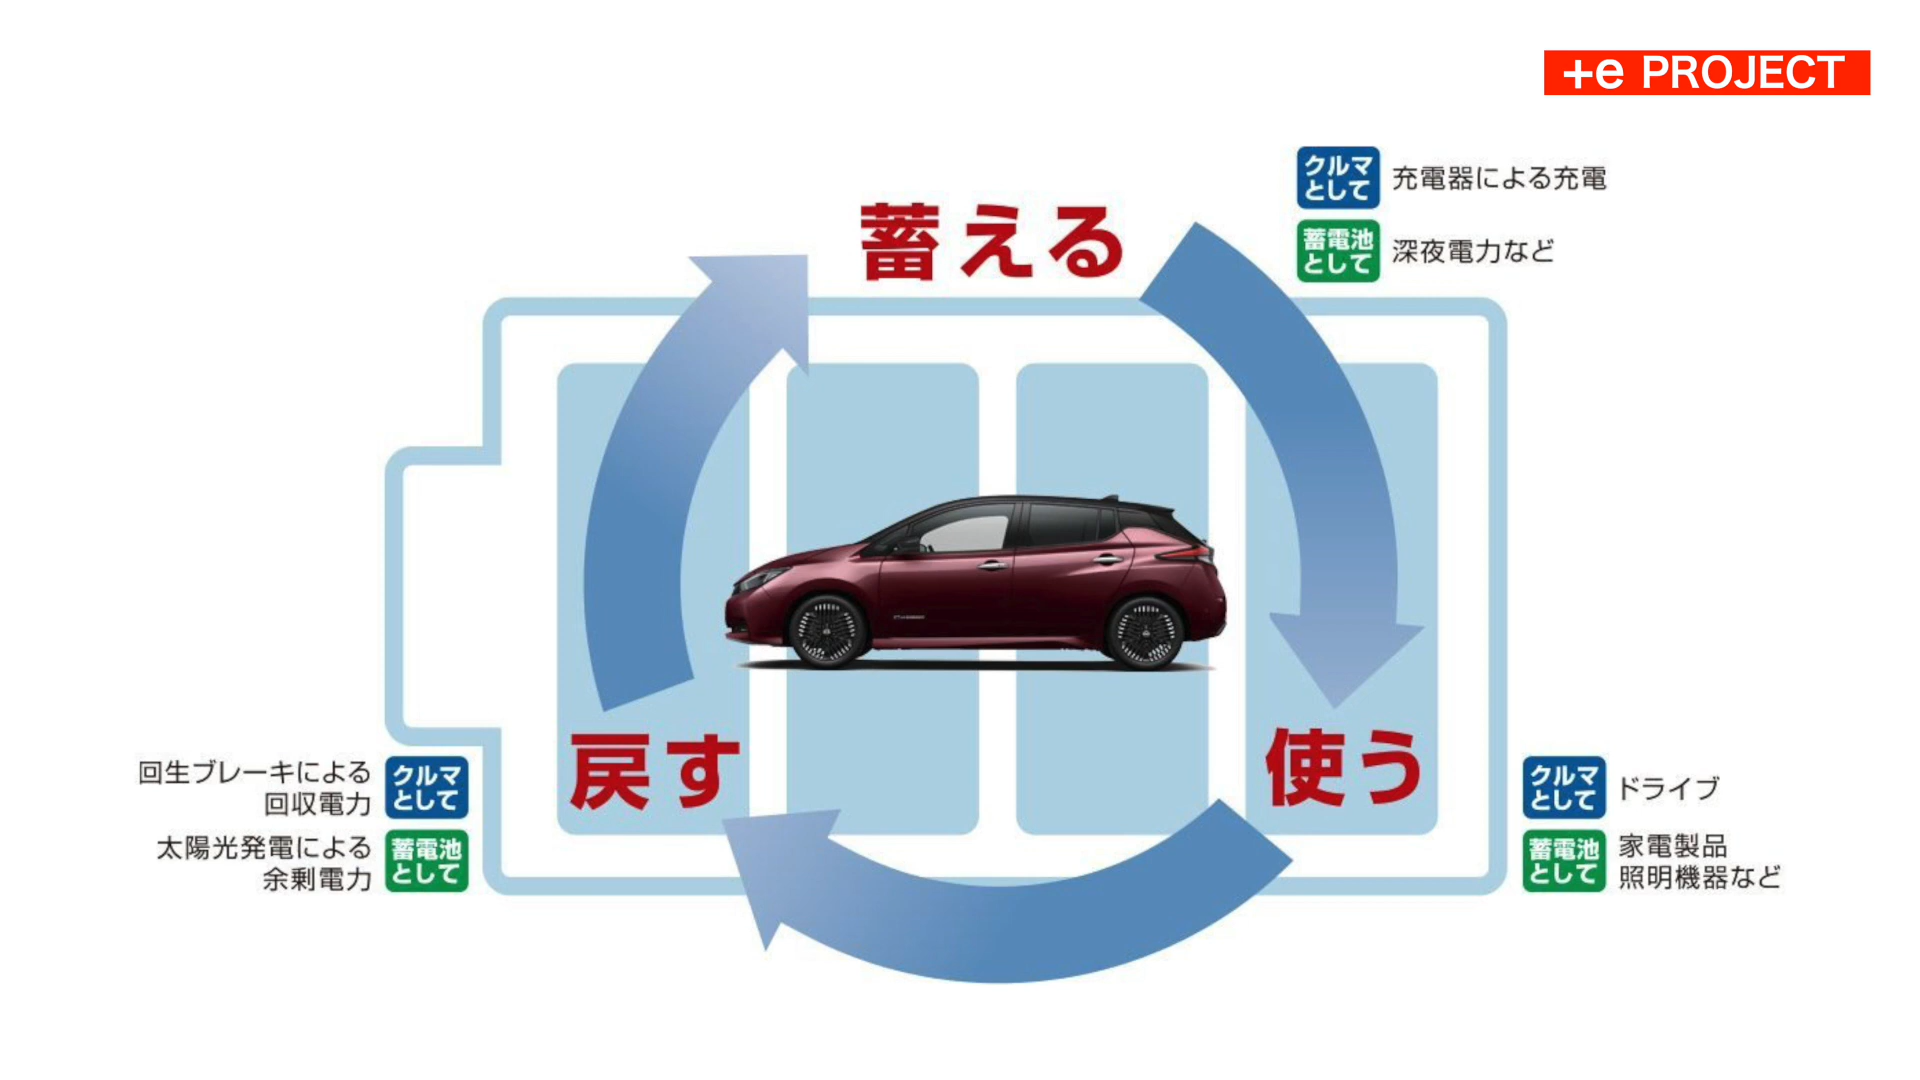 +e PROJECT
クルマ
として
充電器による充電
蓄電池
として
深夜電力など
蓄える
戻す
使う
回生ブレーキによる
回収電力
クルマ
として
太陽光発電による
余剰電力
蓄電池
として
クルマ
として
ドライブ
蓄電池
として
家電製品
照明機器など